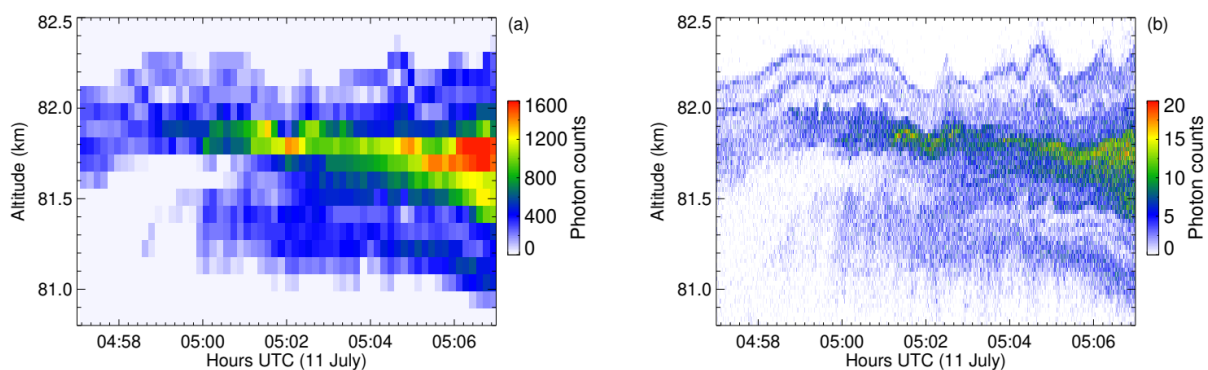 (a)
82.5
82.0
81.5
81.0
Altitude (km)
04:58 05:00 05:02 05:04 05:06
Hours UTC (11 July)
1600
1200
800
400
0
Photon counts
(b)
82.5
82.0
81.5
81.0
Altitude (km)
04:58 05:00 05:02 05:04 05:06
Hours UTC (11 July)
20
15
10
5
0
Photon counts